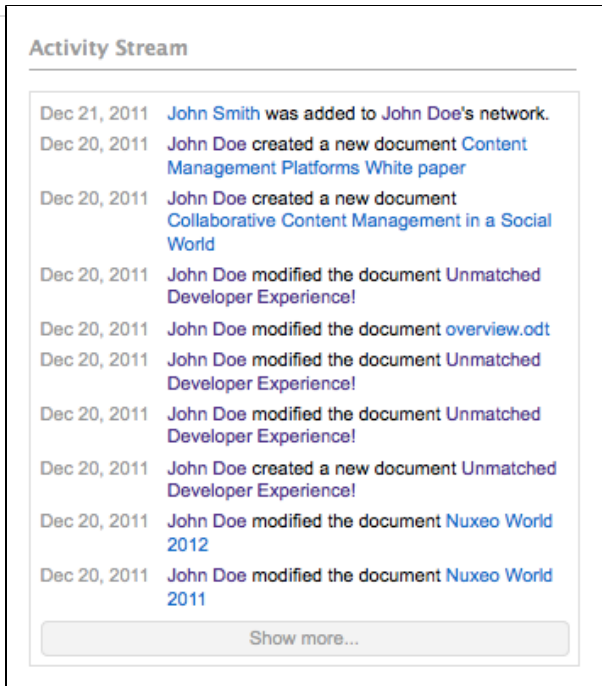 Activity Stream
Dec 21, 2011 John Smith was added to John Doe's network.
Dec 20, 2011 John Doe created a new document Content
Management Platforms White paper
Dec 20, 2011 John Doe created a new document
Collaborative Content Management in a Social
World
Dec 20, 2011 John Doe modified the document Unmatched
Developer Experience!
Dec 20, 2011 John Doe modified the document overview.odt
Dec 20, 2011 John Doe modified the document Unmatched
Developer Experience!
Dec 20, 2011 John Doe modified the document Unmatched
Developer Experience!
Dec 20, 2011 John Doe created a new document Unmatched
Developer Experience!
Dec 20, 2011 John Doe modified the document Nuxeo World
2012
Dec 20, 2011 John Doe modified the document Nuxeo World
2011
Show more...